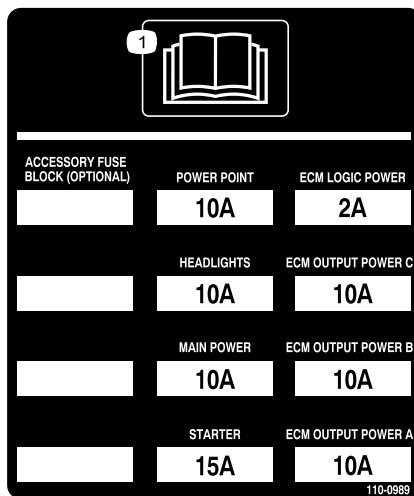 1
ACCESSORY FUSE
BLOCK (OPTIONAL)
POWER POINT
ECM LOGIC POWER
10A
2A
HEADLIGHTS
ECM OUTPUT POWER C
10A
10A
MAIN POWER
ECM OUTPUT POWER B
10A
10A
STARTER
ECM OUTPUT POWER A
15A
10A
110-0989